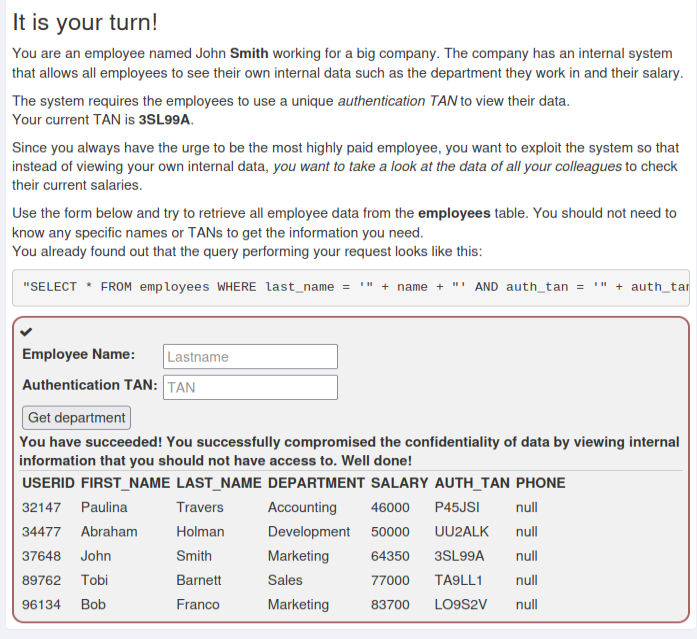 It is your turn!
You are an employee named John Smith working for a big company. The company has an internal system
that allows all employees to see their own internal data such as the department they work in and their salary.
The system requires the employees to use a unique authentication TAN to view their data.
Your current TAN is 3SL99A.
Since you always have the urge to be the most highly paid employee, you want to exploit the system so that
instead of viewing your own internal data, you want to take a look at the data of all your colleagues to check
their current salaries.
Use the form below and try to retrieve all employee data from the employees table. You should not need to
know any specific names or TANs to get the information you need.
You already found out that the query performing your request looks like this:
"SELECT * FROM employees WHERE last_name = '" + name + "' AND auth_tan = '" + auth_tan
✔
Employee Name: Lastname
Authentication TAN: TAN
Get department
You have succeeded! You successfully compromised the confidentiality of data by viewing internal
information that you should not have access to. Well done!
USERID FIRST_NAME LAST_NAME DEPARTMENT SALARY AUTH_TAN PHONE
32147 Paulina Travers Accounting 46000 P45JSI null
34477 Abraham Holman Development 50000 UU2ALK null
37648 John Smith Marketing 64350 3SL99A null
89762 Tobi Barnett Sales 77000 TA9LL1 null
96134 Bob Franco Marketing 83700 LO9S2V null